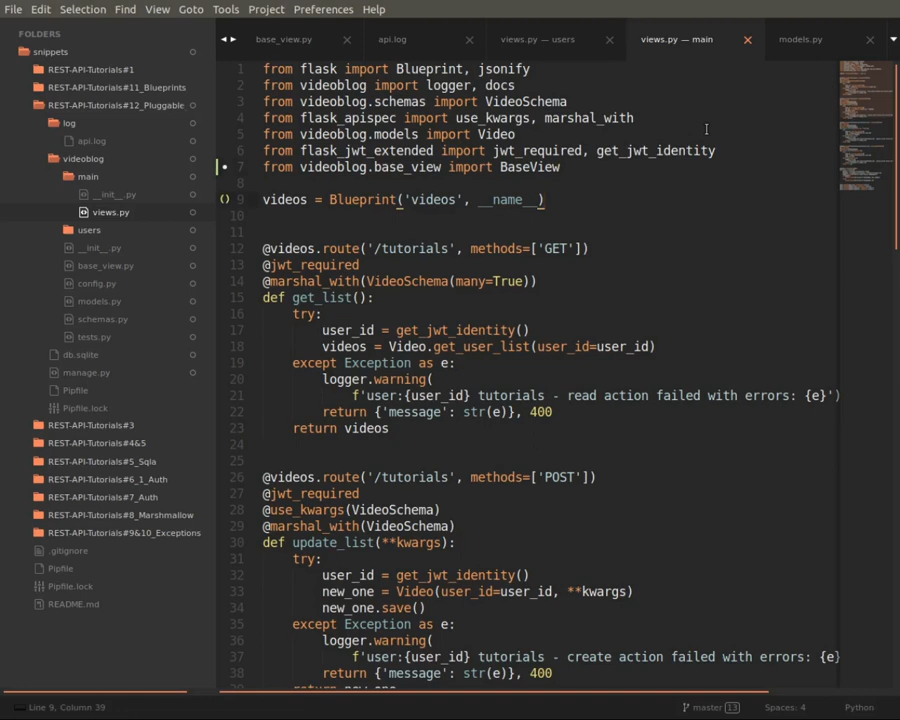 File Edit Selection Find View Goto Tools Project Preferences Help
FOLDERS
snippets
REST-API-Tutorials#1
REST-API-Tutorials#11_Blueprints
REST-API-Tutorials#12_Pluggable
log
api.log
videoblog
main
__init__.py
views.py
users
__init__.py
base_view.py
config.py
models.py
schemas.py
tests.py
db.sqlite
manage.py
Pipfile
Pipfile.lock
REST-API-Tutorials#3
REST-API-Tutorials#4&5
REST-API-Tutorials#5_Sqla
REST-API-Tutorials#6_1_Auth
REST-API-Tutorials#7_Auth
REST-API-Tutorials#8_Marshmallow
REST-API-Tutorials#9&10_Exceptions
.gitignore
Pipfile
Pipfile.lock
README.md
base_view.py api.log views.py — users views.py — main models.py
1 from flask import Blueprint, jsonify
2 from videoblog import logger, docs
3 from videoblog.schemas import VideoSchema
4 from flask_apispec import use_kwargs, marshal_with
5 from videoblog.models import Video
6 from flask_jwt_extended import jwt_required, get_jwt_identity
7 from videoblog.base_view import BaseView
8
9 videos = Blueprint('videos', __name__)
10
11
12 @videos.route('/tutorials', methods=['GET'])
13 @jwt_required
14 @marshal_with(VideoSchema(many=True))
15 def get_list():
16 try:
17 user_id = get_jwt_identity()
18 videos = Video.get_user_list(user_id=user_id)
19 except Exception as e:
20 logger.warning(
21 f'user:{user_id} tutorials - read action failed with errors: {e}')
22 return {'message': str(e)}, 400
23 return videos
24
25
26 @videos.route('/tutorials', methods=['POST'])
27 @jwt_required
28 @use_kwargs(VideoSchema)
29 @marshal_with(VideoSchema)
30 def update_list(**kwargs):
31 try:
32 user_id = get_jwt_identity()
33 new_one = Video(user_id=user_id, **kwargs)
34 new_one.save()
35 except Exception as e:
36 logger.warning(
37 f'user:{user_id} tutorials - create action failed with errors: {e}
38 return {'message': str(e)}, 400
Line 9, Column 39 master 13 Spaces: 4 Python